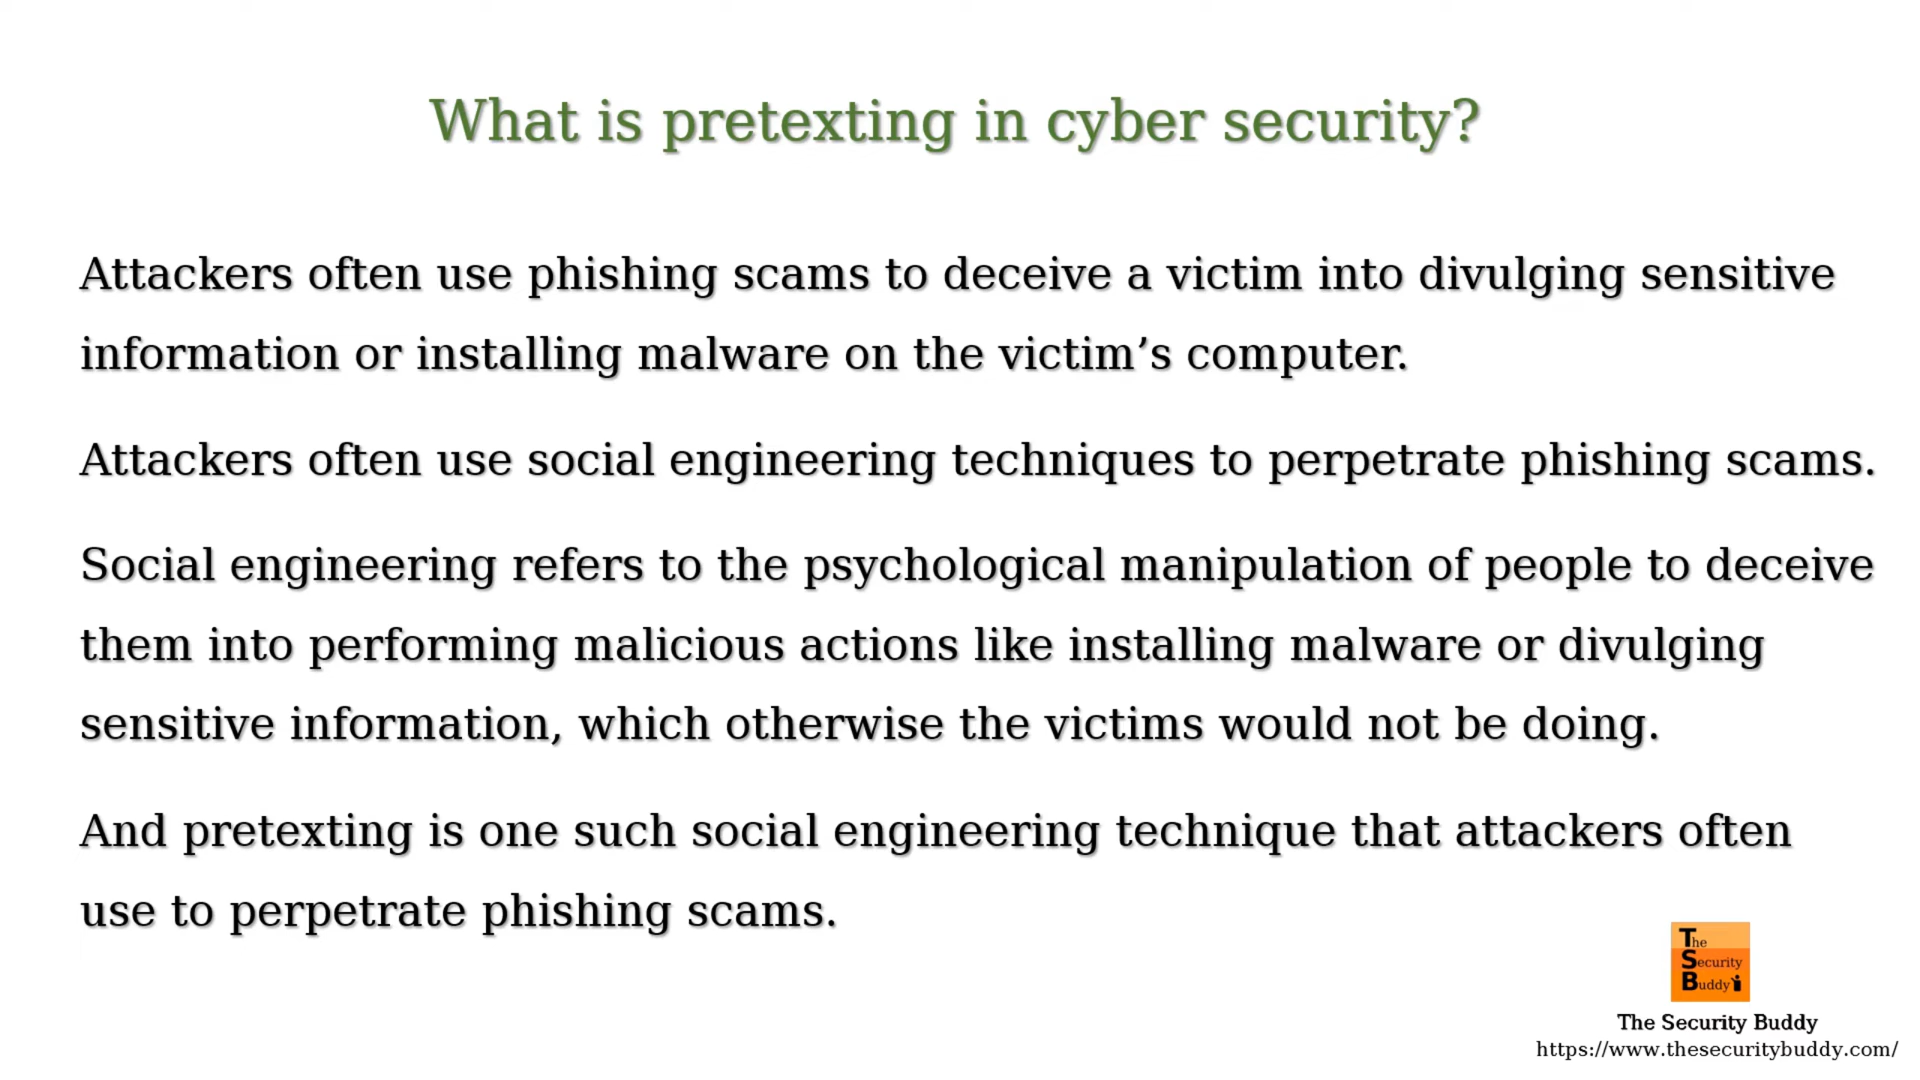 What is pretexting in cyber security?
Attackers often use phishing scams to deceive a victim into divulging sensitive
information or installing malware on the victim’s computer.
Attackers often use social engineering techniques to perpetrate phishing scams.
Social engineering refers to the psychological manipulation of people to deceive
them into performing malicious actions like installing malware or divulging
sensitive information, which otherwise the victims would not be doing.
And pretexting is one such social engineering technique that attackers often
use to perpetrate phishing scams.
The
Security
Buddy
The Security Buddy
https://www.thesecuritybuddy.com/